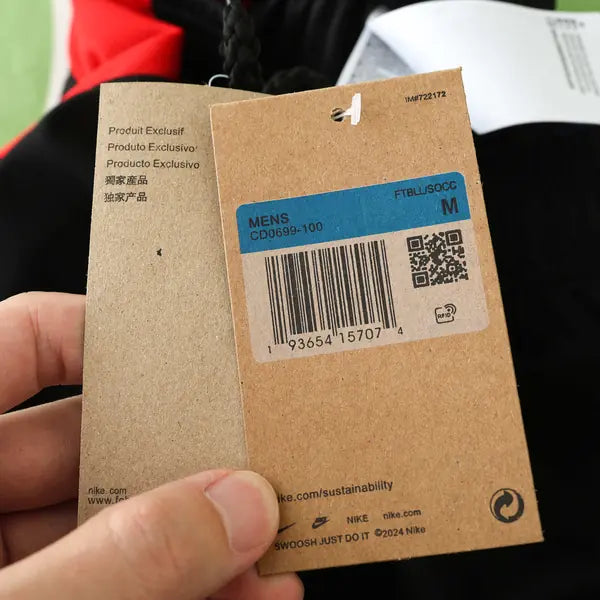 Produit Exclusif
Produto Exclusivo
Producto Exclusivo
獨家產品
独家产品
nike.com
IM#722172
FTBLL/SOCC
MENS
M
CD0699-100
RFID
1 93654 15707 4
nike.com/sustainability
NIKE nike.com
SWOOSH JUST DO IT ©2024 Nike